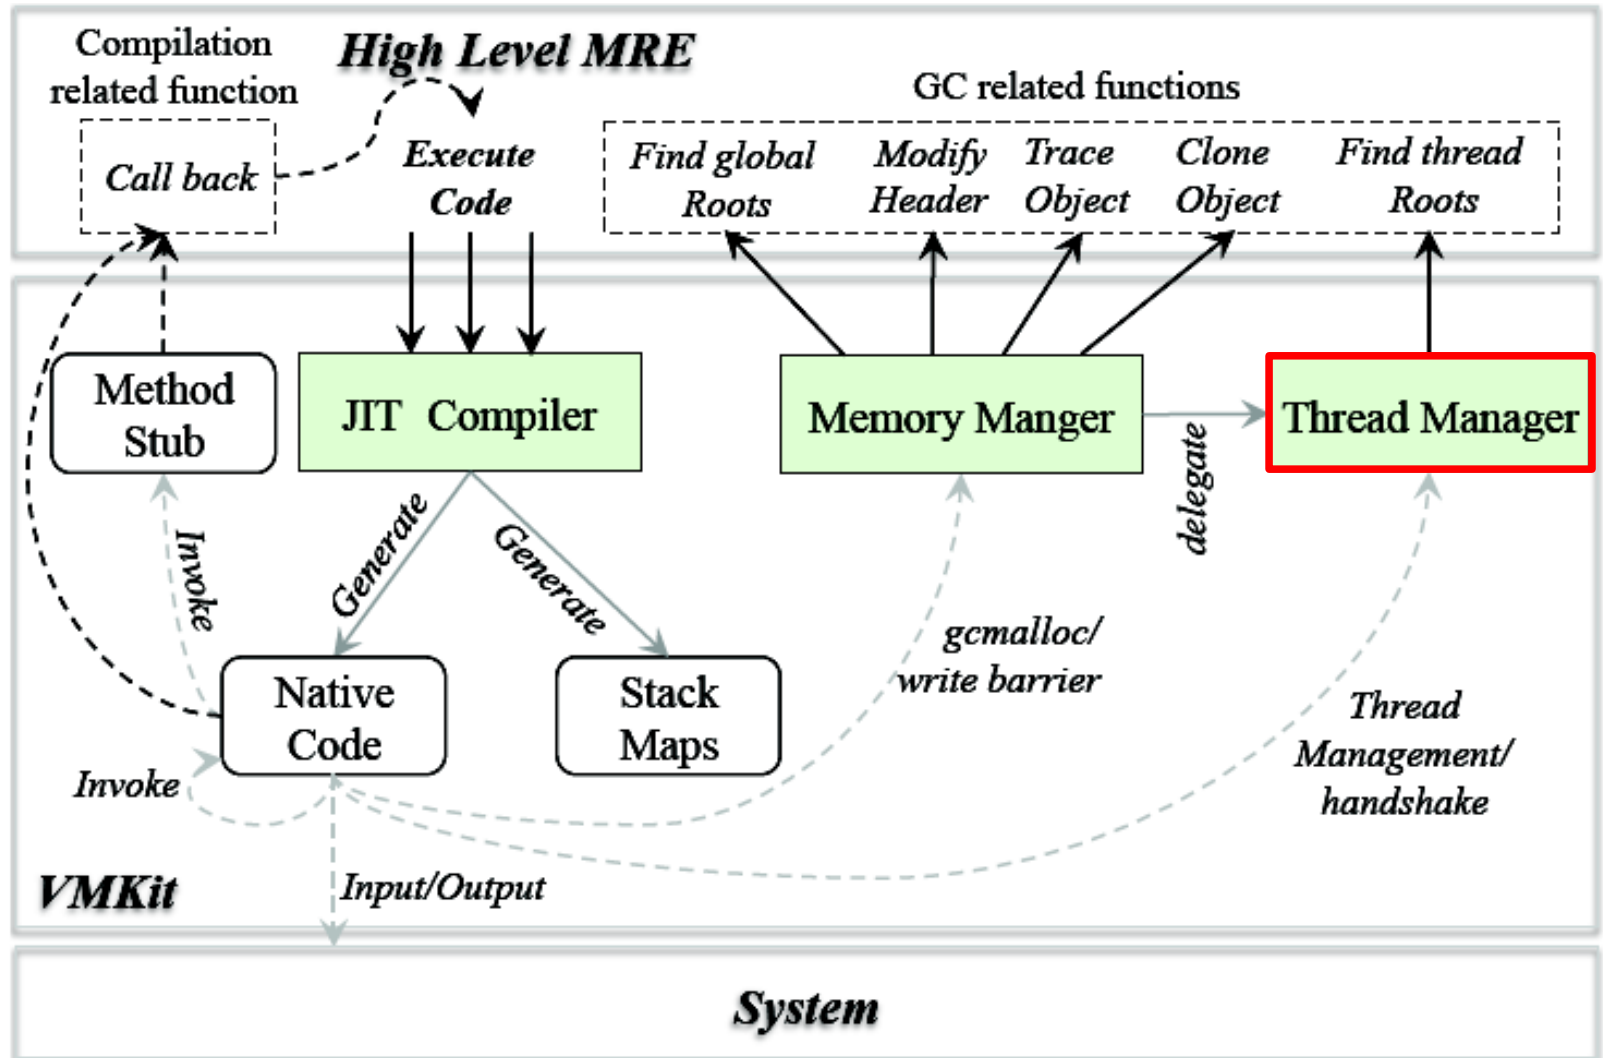 Compilation
related function
High Level MRE
GC related functions
Call back
Execute
Code
Find global
Roots
Modify
Header
Trace
Object
Clone
Object
Find thread
Roots
Method
Stub
JIT Compiler
Memory Manger
delegate
Thread Manager
Invoke
Generate
Generate
gcmalloc/
write barrier
Native
Code
Stack
Maps
Thread
Management/
handshake
Invoke
VMKit
Input/Output
System